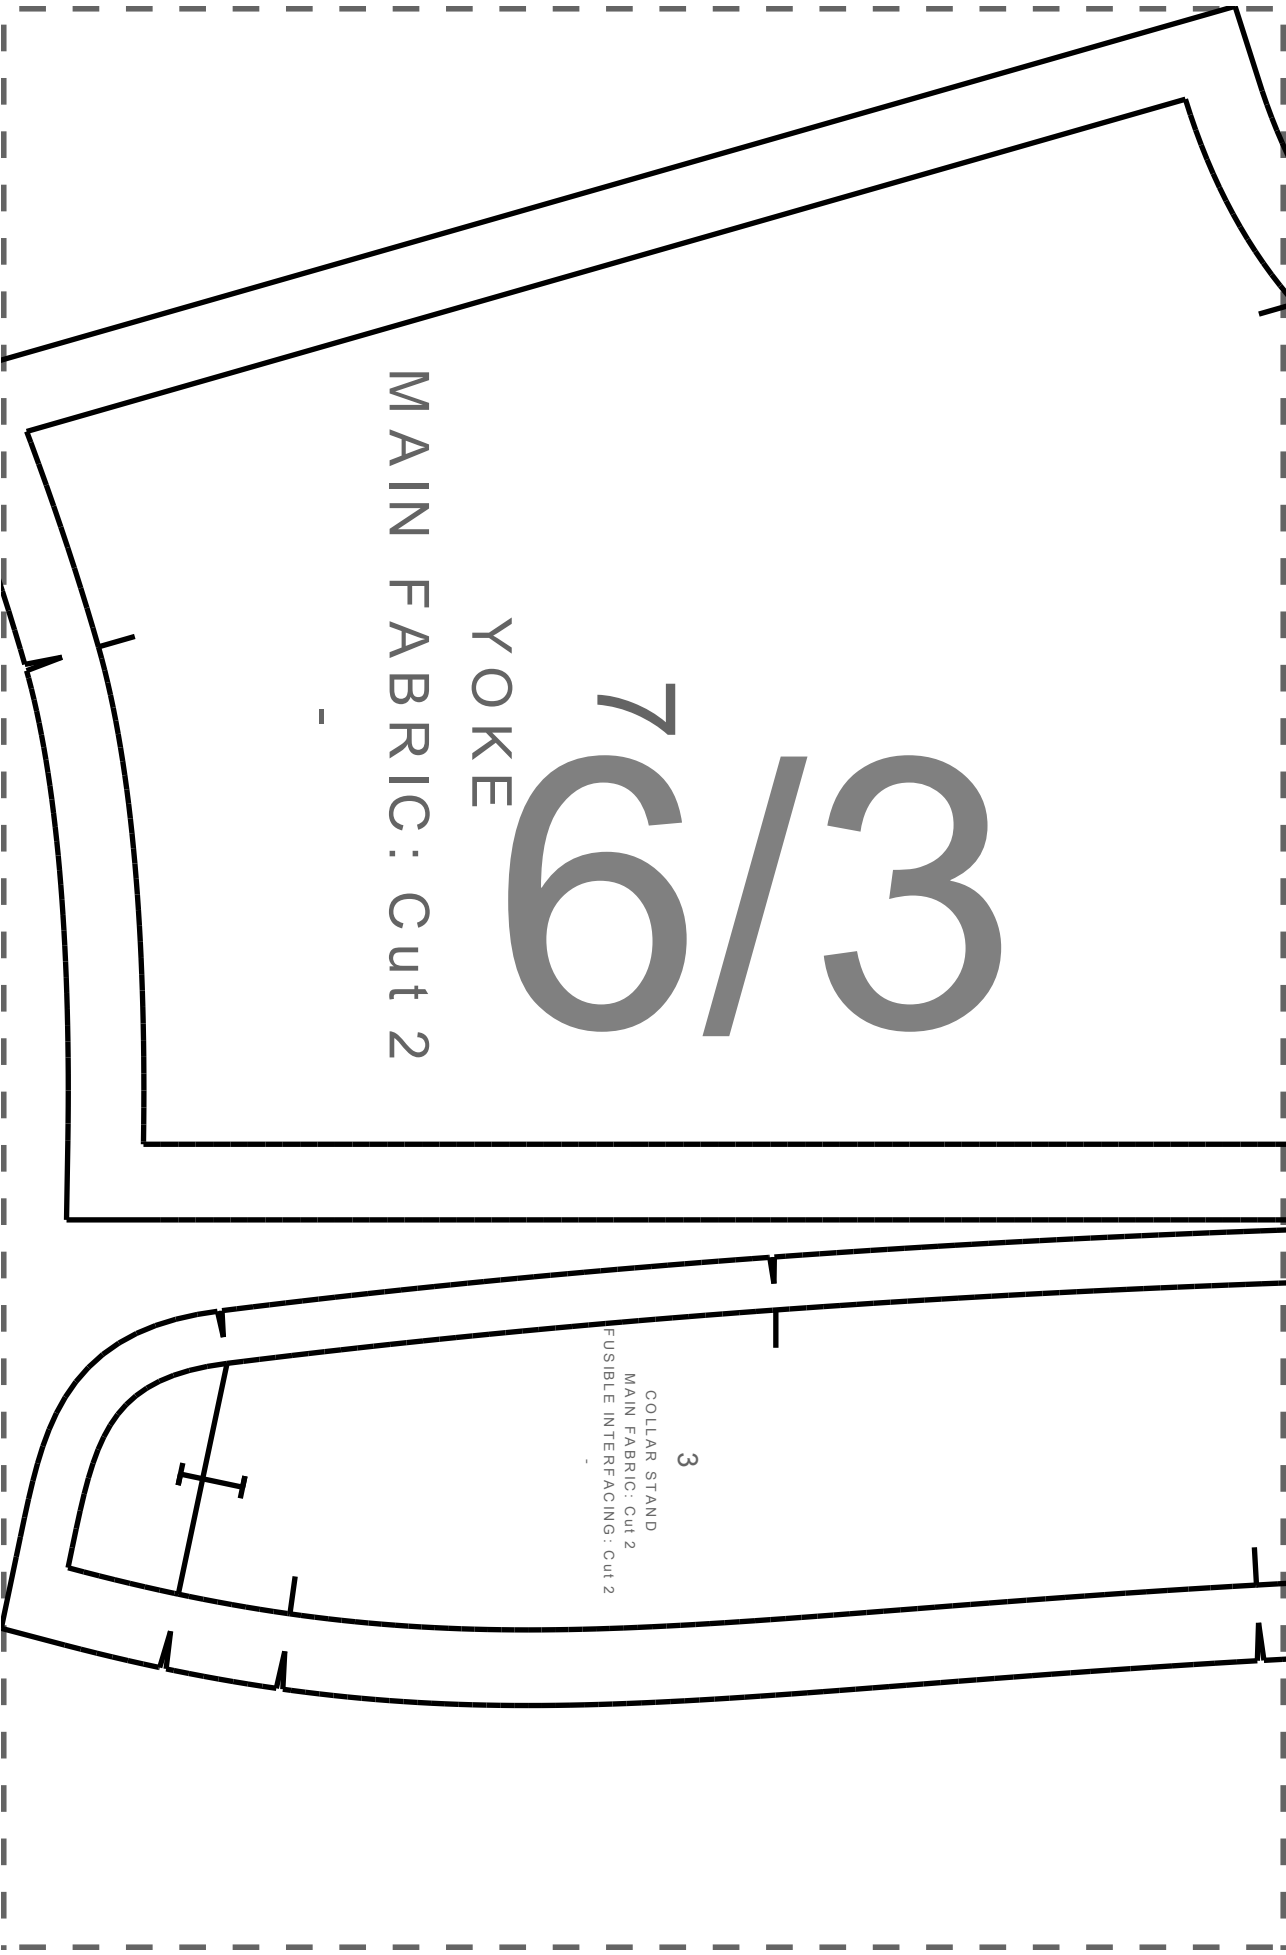 7
YOKE
MAIN FABRIC: Cut 2
-
6/3
3
COLLAR STAND
MAIN FABRIC: Cut 2
FUSIBLE INTERFACING: Cut 2
-